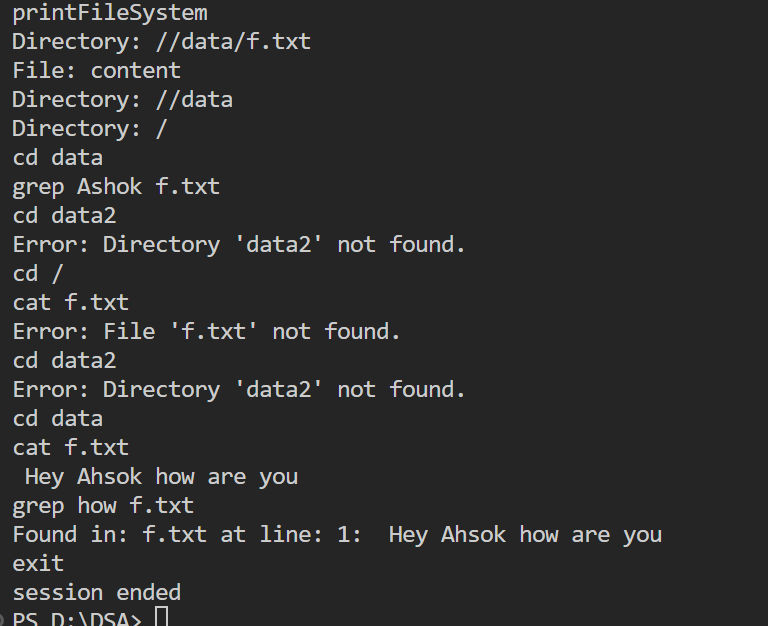 printFileSystem
Directory: //data/f.txt
File: content
Directory: //data
Directory: /
cd data
grep Ashok f.txt
cd data2
Error: Directory 'data2' not found.
cd /
cat f.txt
Error: File 'f.txt' not found.
cd data2
Error: Directory 'data2' not found.
cd data
cat f.txt
 Hey Ahsok how are you
grep how f.txt
Found in: f.txt at line: 1:  Hey Ahsok how are you
exit
session ended
PS D:\DSA>